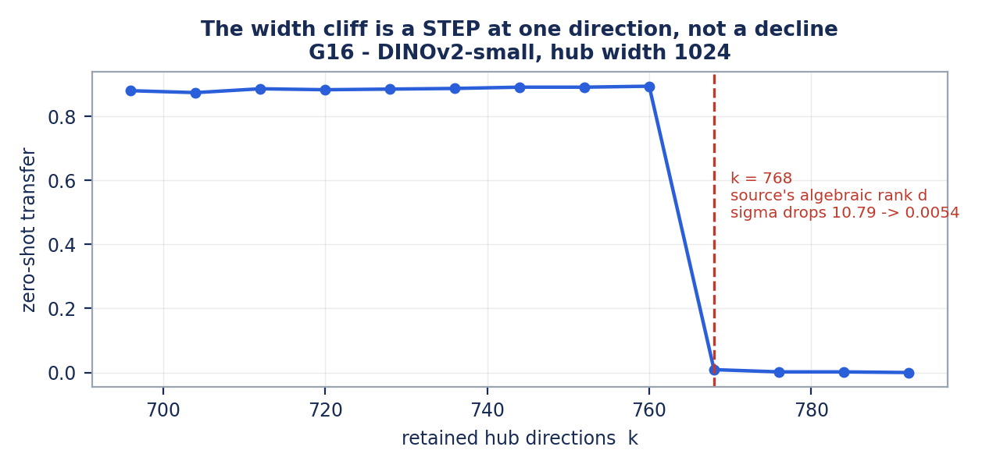 The width cliff is a STEP at one direction, not a decline
G16 - DINOv2-small, hub width 1024
zero-shot transfer
0.8
0.6
0.4
0.2
0.0
k = 768
source's algebraic rank d
sigma drops 10.79 -> 0.0054
700
720
740
760
780
retained hub directions  k